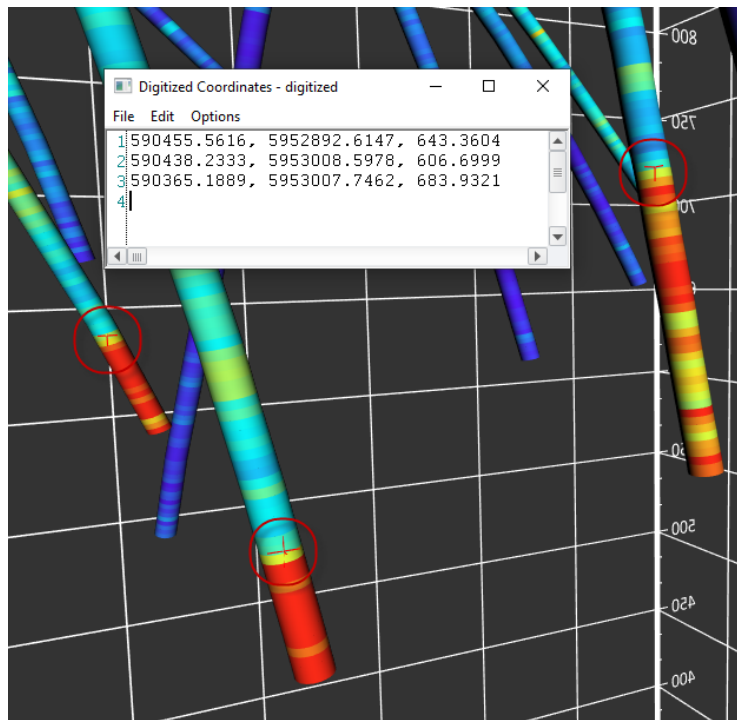 800
Digitized Coordinates - digitized
File Edit Options
750
1 590455.5616, 5952892.6147, 643.3604
2 590438.2333, 5953008.5978, 606.6999
3 590365.1889, 5953007.7462, 683.9321
4
500
450
400